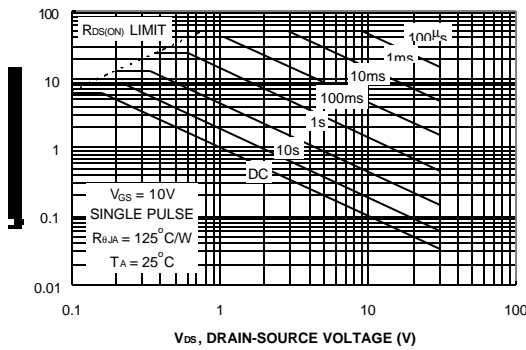 100
10
1
0.1
0.01
R DS(ON) LIMIT
100µs
1ms
10ms
100ms
1s
10s
DC
VGS = 10V
SINGLE PULSE
RθJA = 125°C/W
TA = 25°C
0.1
1
10
100
VDS, DRAIN-SOURCE VOLTAGE (V)